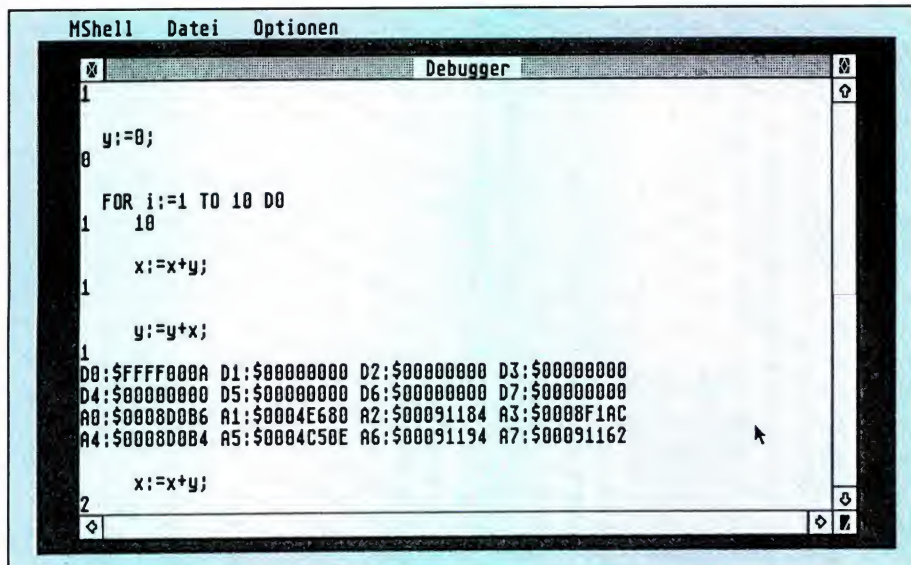 MShell Datei Optionen
Debugger
1
y:=0;
0
FOR i:=1 TO 10 DO
1 10
x:=x+y;
1
y:=y+x;
1
D0:$FFFF000A D1:$00000000 D2:$00000000 D3:$00000000
D4:$00000000 D5:$00000000 D6:$00000000 D7:$00000000
A0:$0008D0B6 A1:$0004E680 A2:$00091184 A3:$0008F1AC
A4:$0008D0B4 A5:$0004C50E A6:$00091194 A7:$00091162
x:=x+y;
2